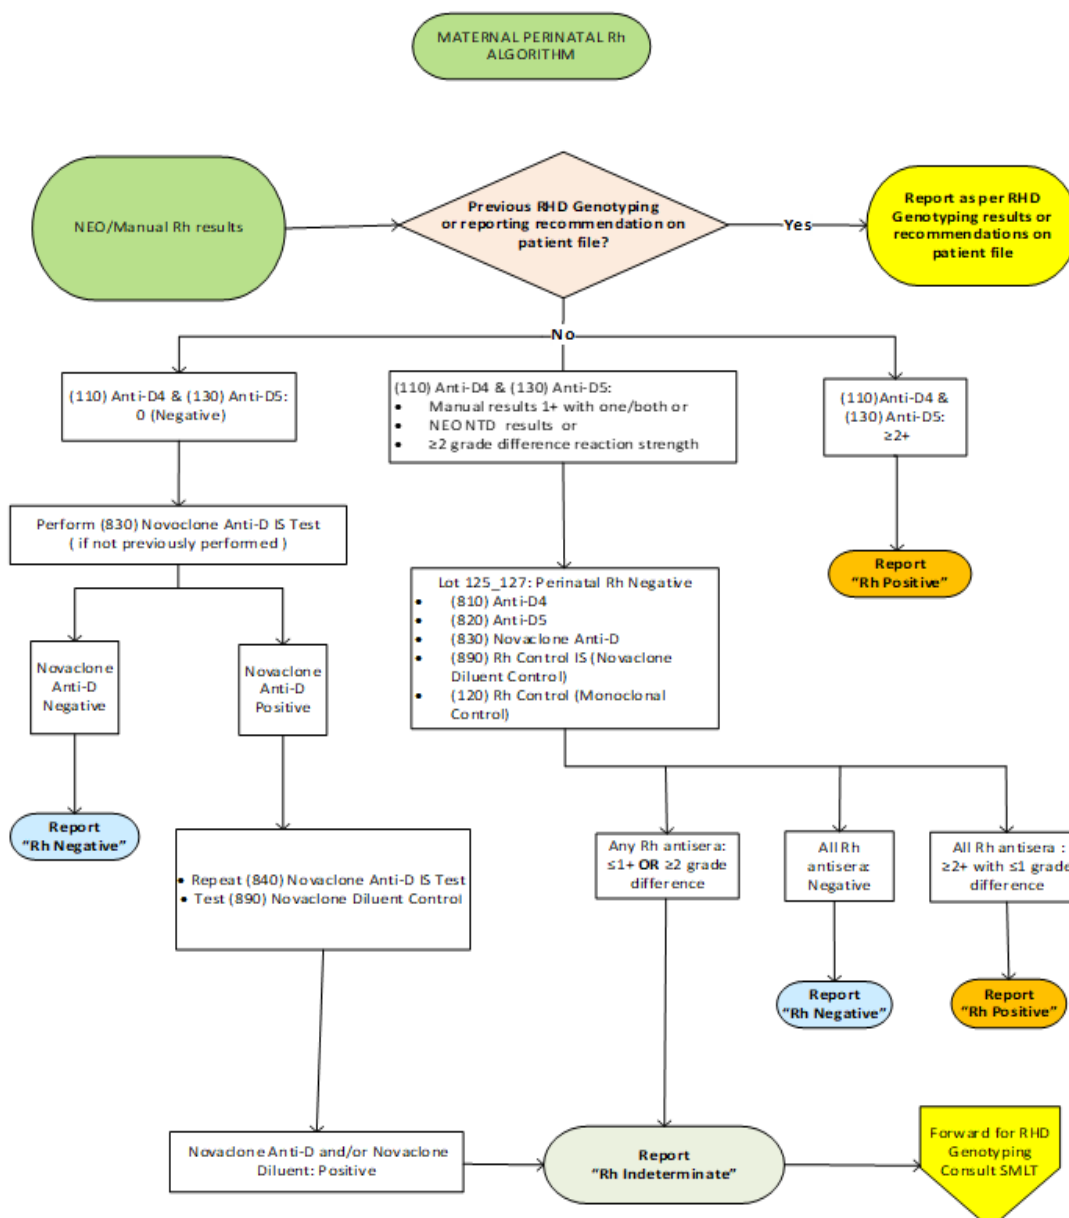 MATERNAL PERINATAL Rh
ALGORITHM
NEO/Manual Rh results
Previous RHD Genotyping
or reporting recommendation on
patient file?
Yes
Report as per RHD
Genotyping results or
recommendations on
patient file
No
(110) Anti-D4 & (130) Anti-D5:
0 (Negative)
(110) Anti-D4 & (130) Anti-D5:
• Manual results 1+ with one/both or
• NEO NTD results or
• ≥2 grade difference reaction strength
(110)Anti-D4 &
(130) Anti-D5:
≥2+
Perform (830) Novoclone Anti-D IS Test
( if not previously performed )
Report
“Rh Positive”
Lot 125_127: Perinatal Rh Negative
• (810) Anti-D4
• (820) Anti-D5
• (830) Novaclone Anti-D
• (890) Rh Control IS (Novaclone
Diluent Control)
• (120) Rh Control (Monoclonal
Control)
Novaclone
Anti-D
Negative
Novaclone
Anti-D
Positive
Report
“Rh Negative”
• Repeat (840) Novaclone Anti-D IS Test
• Test (890) Novaclone Diluent Control
Any Rh antisera:
≤1+ OR ≥2 grade
difference
All Rh
antisera:
Negative
All Rh antisera :
≥2+ with ≤1 grade
difference
Report
“Rh Negative”
Report
“Rh Positive”
Novaclone Anti-D and/or Novaclone
Diluent: Positive
Report
“Rh Indeterminate”
Forward for RHD
Genotyping
Consult SMLT